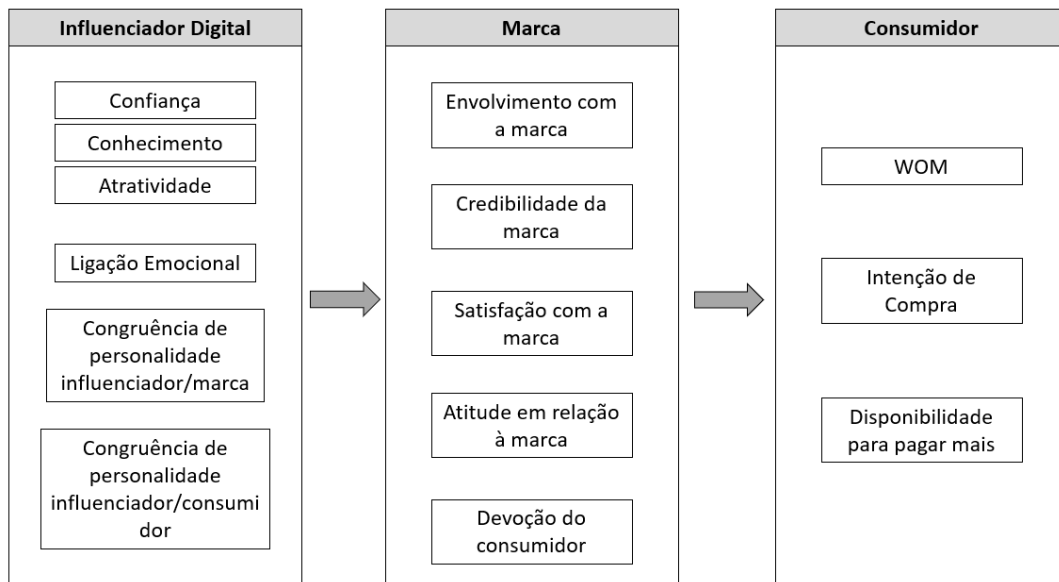 Influenciador Digital
Confiança
Conhecimento
Atratividade
Ligação Emocional
Congruência de
personalidade
influenciador/marca
Congruência de
personalidade
influenciador/consumi
dor
Marca
Envolvimento com
a marca
Credibilidade da
marca
Satisfação com a
marca
Atitude em relação
à marca
Devoção do
consumidor
Consumidor
WOM
Intenção de
Compra
Disponibilidade
para pagar mais